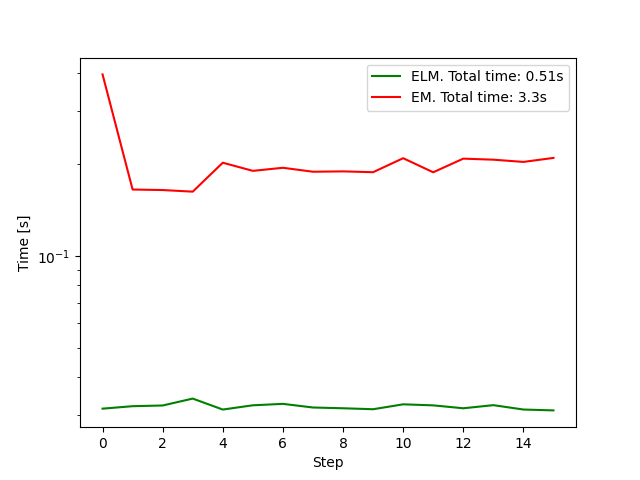 ELM. Total time: 0.51s
EM. Total time: 3.3s
Time [s]
10⁻¹
0 2 4 6 8 10 12 14
Step